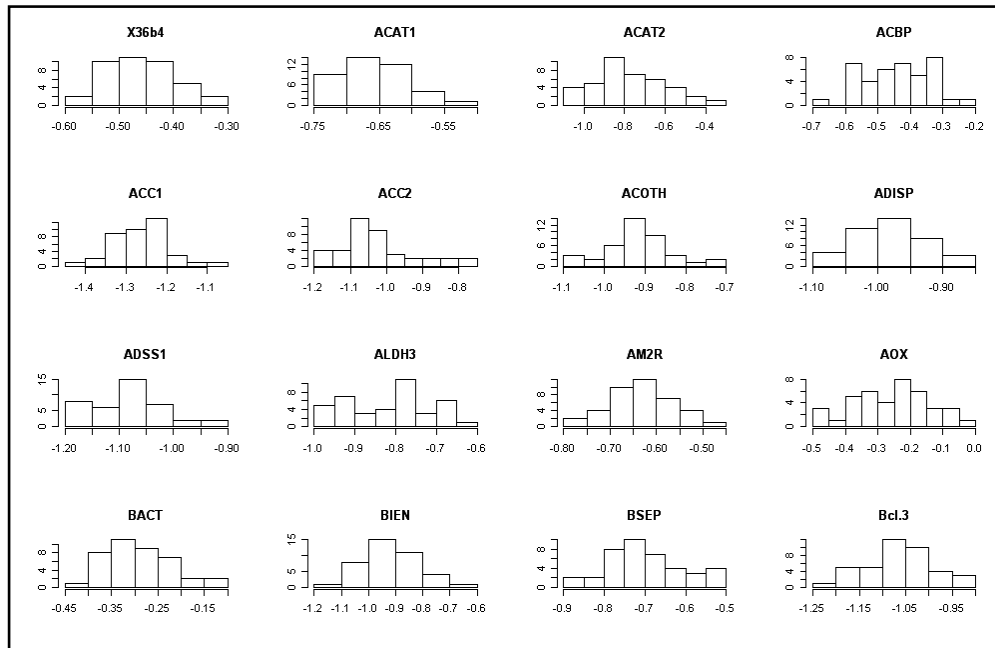 X36b4 ACAT1 ACAT2 ACBP
0 4 8 0 6 12 0 4 8 0 4 8
-0.60 -0.50 -0.40 -0.30 -0.75 -0.65 -0.55 -1.0 -0.8 -0.6 -0.4 -0.7 -0.6 -0.5 -0.4 -0.3 -0.2
ACC1 ACC2 ACOTH ADISP
0 4 8 0 4 8 0 6 12 0 6 12
-1.4 -1.3 -1.2 -1.1 -1.2 -1.1 -1.0 -0.9 -0.8 -1.1 -1.0 -0.9 -0.8 -0.7 -1.10 -1.00 -0.90
ADSS1 ALDH3 AM2R AOX
0 5 15 0 4 8 0 4 8 0 4 8
-1.20 -1.10 -1.00 -0.90 -1.0 -0.9 -0.8 -0.7 -0.6 -0.80 -0.70 -0.60 -0.50 -0.5 -0.4 -0.3 -0.2 -0.1 0.0
BACT BIEN BSEP Bcl.3
0 4 8 0 5 15 0 4 8 0 4 8
-0.45 -0.35 -0.25 -0.15 -1.2 -1.1 -1.0 -0.9 -0.8 -0.7 -0.6 -0.9 -0.8 -0.7 -0.6 -0.5 -1.25 -1.15 -1.05 -0.95